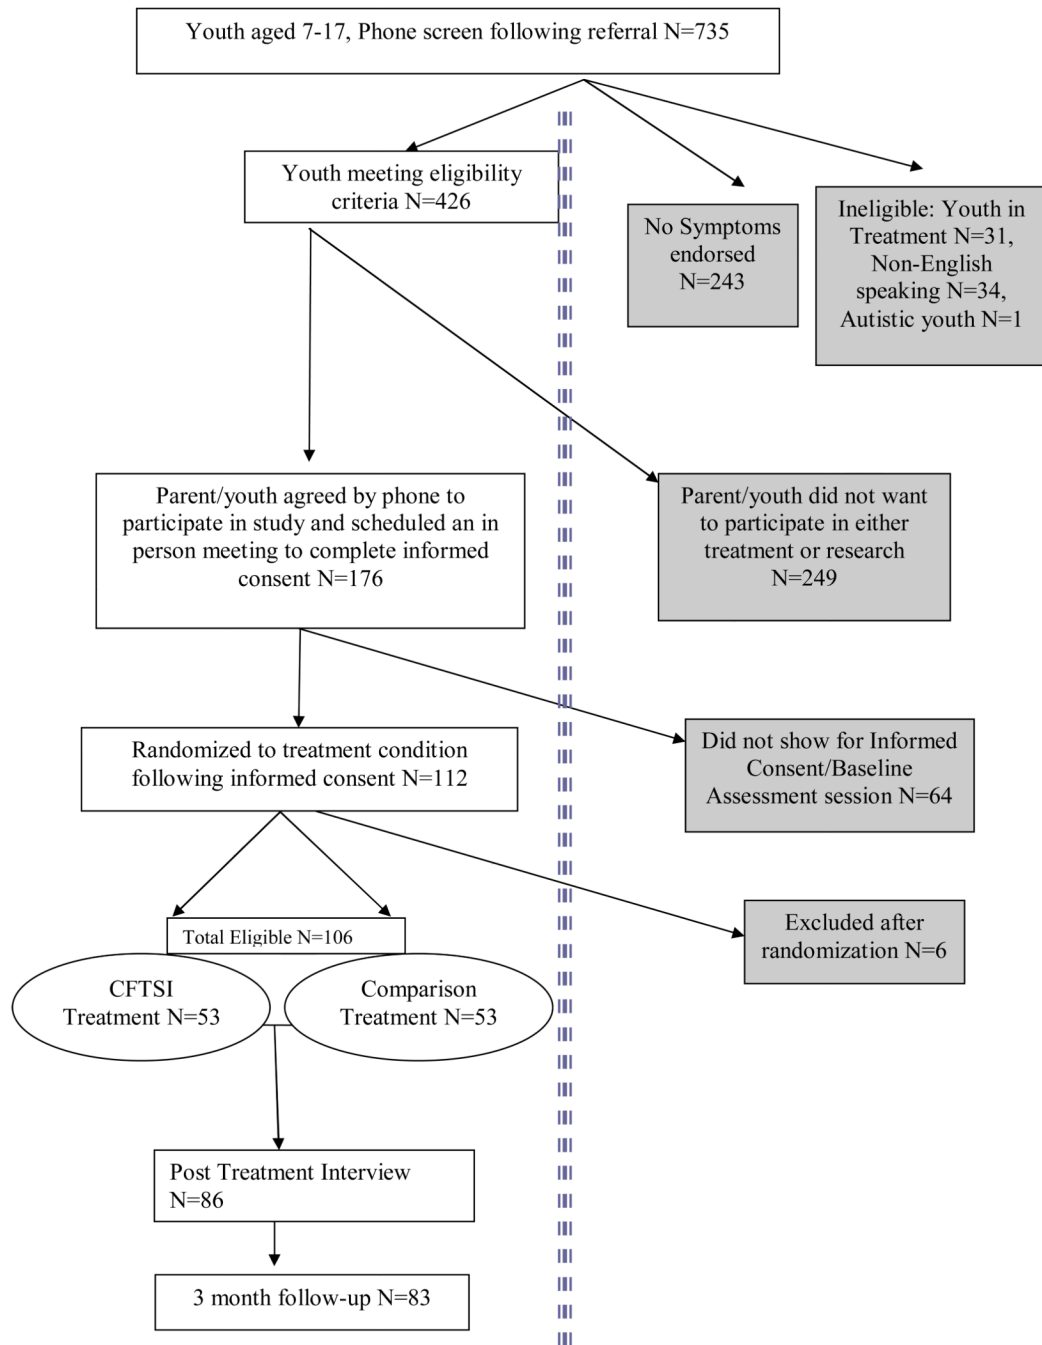 Youth aged 7-17, Phone screen following referral N=735
Youth meeting eligibility
criteria N=426
No Symptoms
endorsed
N=243
Ineligible: Youth in
Treatment N=31,
Non-English
speaking N=34,
Autistic youth N=1
Parent/youth agreed by phone to
participate in study and scheduled an in
person meeting to complete informed
consent N=176
Parent/youth did not want
to participate in either
treatment or research
N=249
Randomized to treatment condition
following informed consent N=112
Did not show for Informed
Consent/Baseline
Assessment session N=64
Total Eligible N=106
Excluded after
randomization N=6
CFTSI
Treatment N=53
Comparison
Treatment N=53
Post Treatment Interview
N=86
3 month follow-up N=83